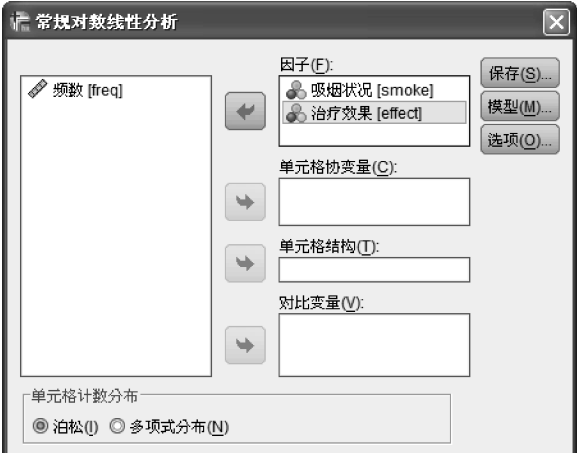 常规对数线性分析
频数 [freq]
因子(F):
吸烟状况 [smoke]
治疗效果 [effect]
保存(S)...
模型(M)...
选项(O)...
单元格协变量(C):
单元格结构(T):
对比变量(V):
单元格计数分布
泊松(I) 多项式分布(N)